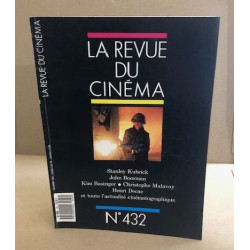 LA REVUE DU CINÉMA
LA REVUE
DU
CINÉMA
Stanley Kubrick
John Boorman
Kim Basinger ★ Christophe Malavoy
Henri Decae
et toute l'actualité cinématographique
N° 432